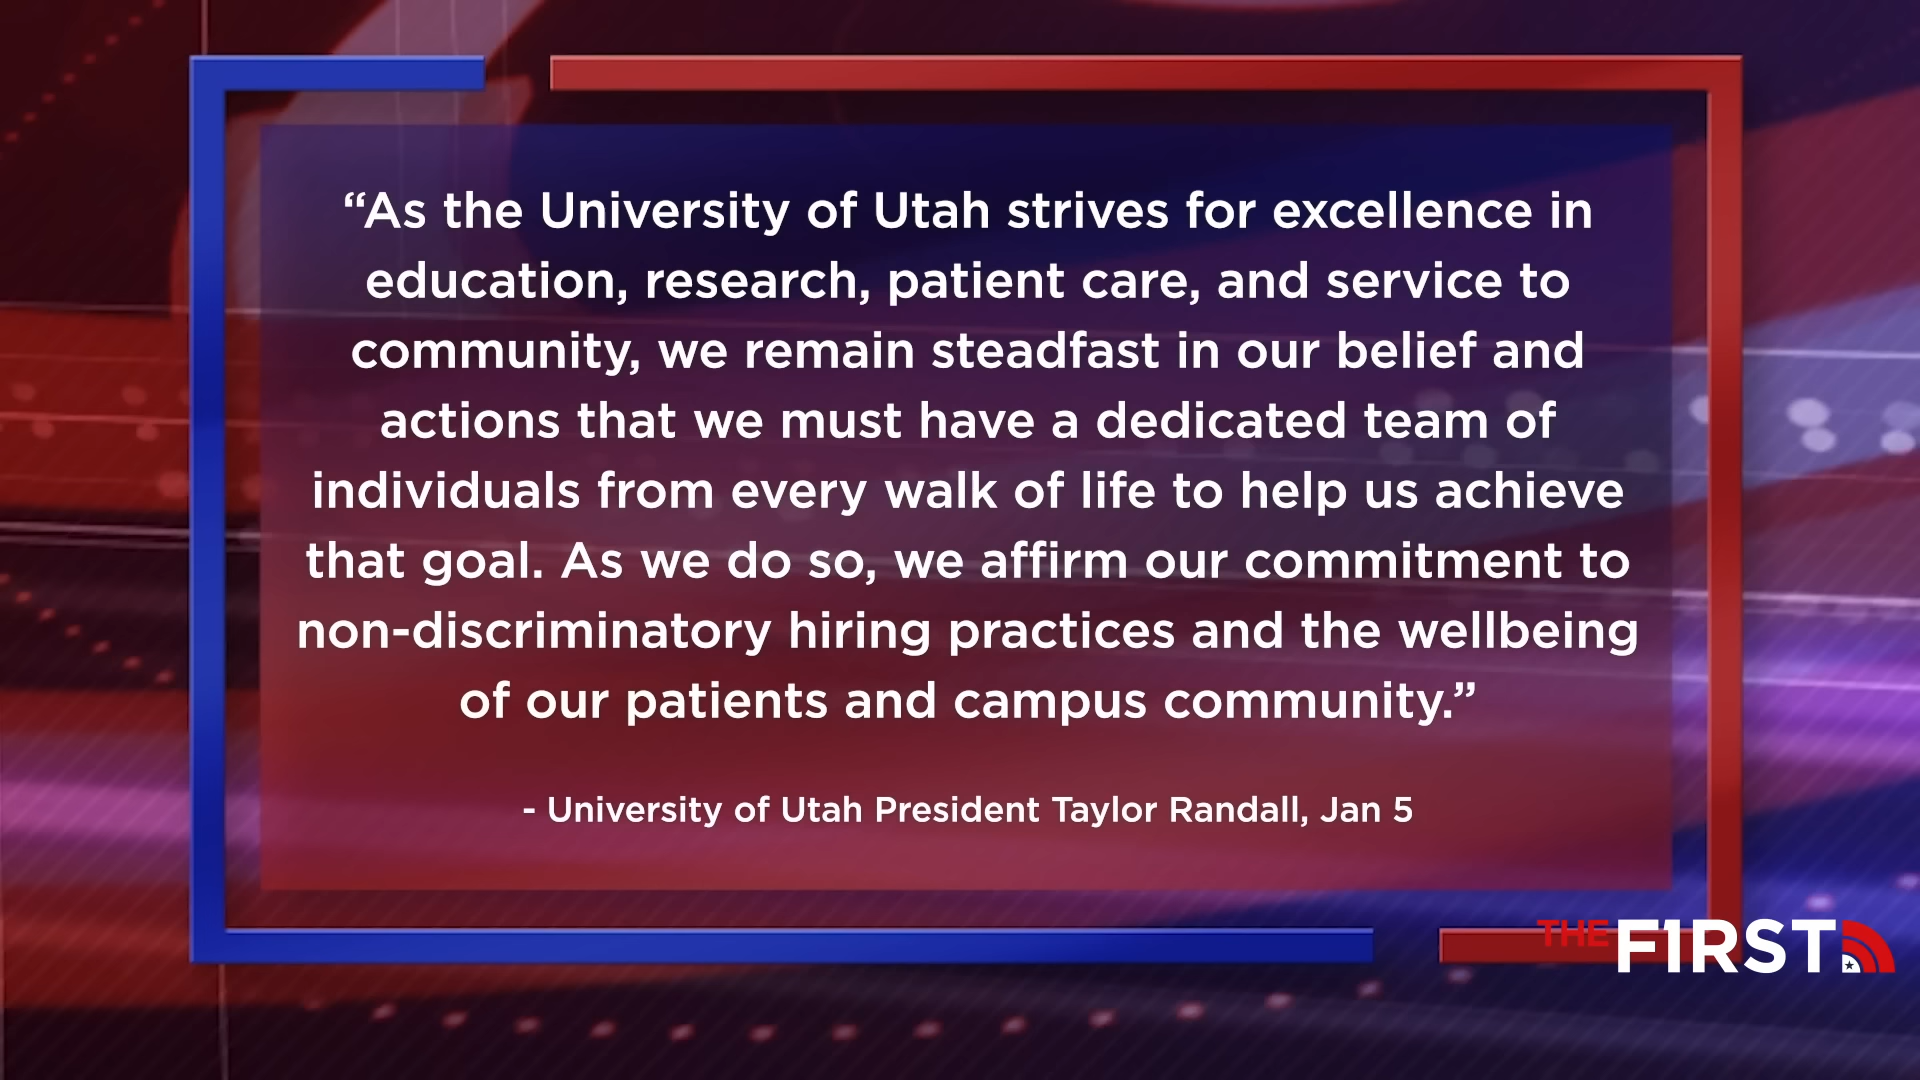 “As the University of Utah strives for excellence in
education, research, patient care, and service to
community, we remain steadfast in our belief and
actions that we must have a dedicated team of
individuals from every walk of life to help us achieve
that goal. As we do so, we affirm our commitment to
non-discriminatory hiring practices and the wellbeing
of our patients and campus community.”
- University of Utah President Taylor Randall, Jan 5
THE FIRST